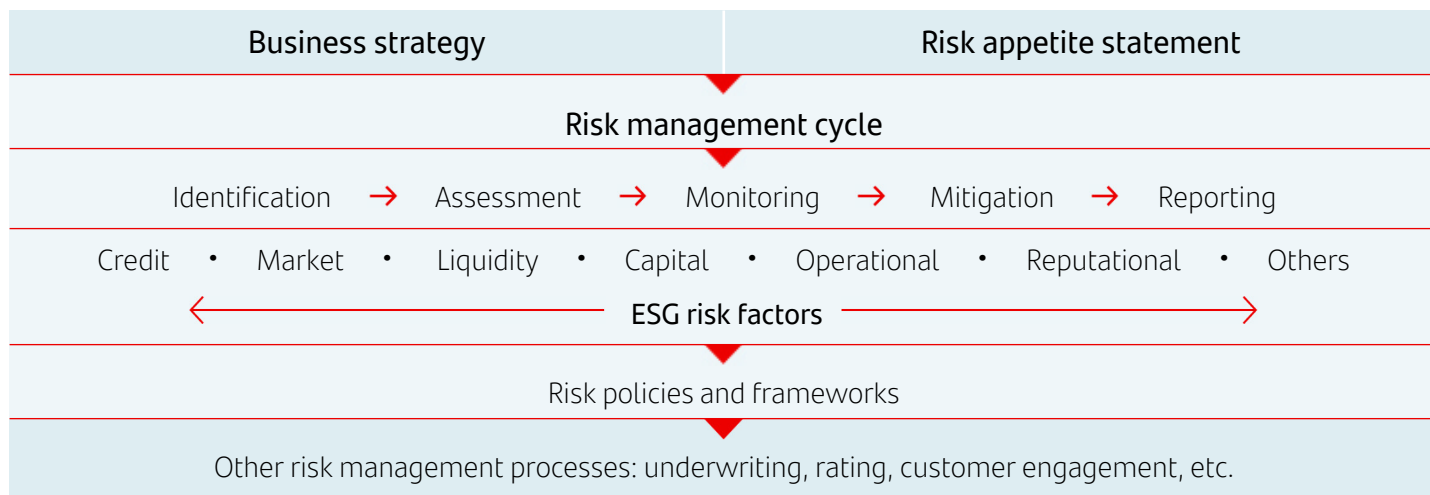 Business strategy Risk appetite statement
Risk management cycle
Identification → Assessment → Monitoring → Mitigation → Reporting
Credit • Market • Liquidity • Capital • Operational • Reputational • Others
ESG risk factors
Risk policies and frameworks
Other risk management processes: underwriting, rating, customer engagement, etc.